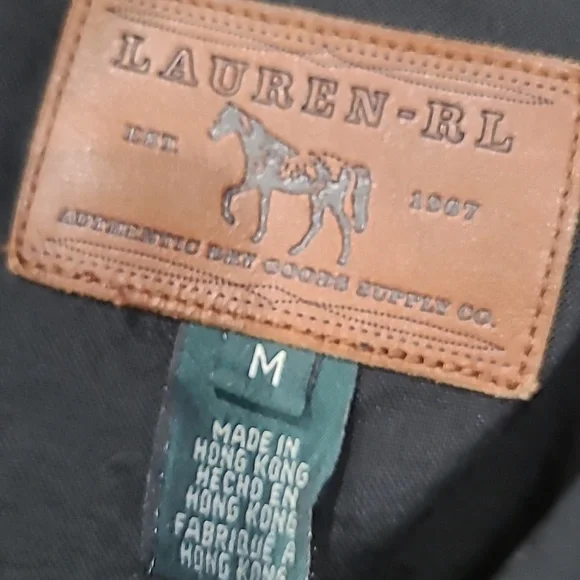 LAUREN-RL
EST. 1967
AUTHENTIC DRY GOODS SUPPLY CO.
M
MADE IN
HONG KONG
HECHO EN
HONG KONG
FABRIQUÉ À
HONG KONG